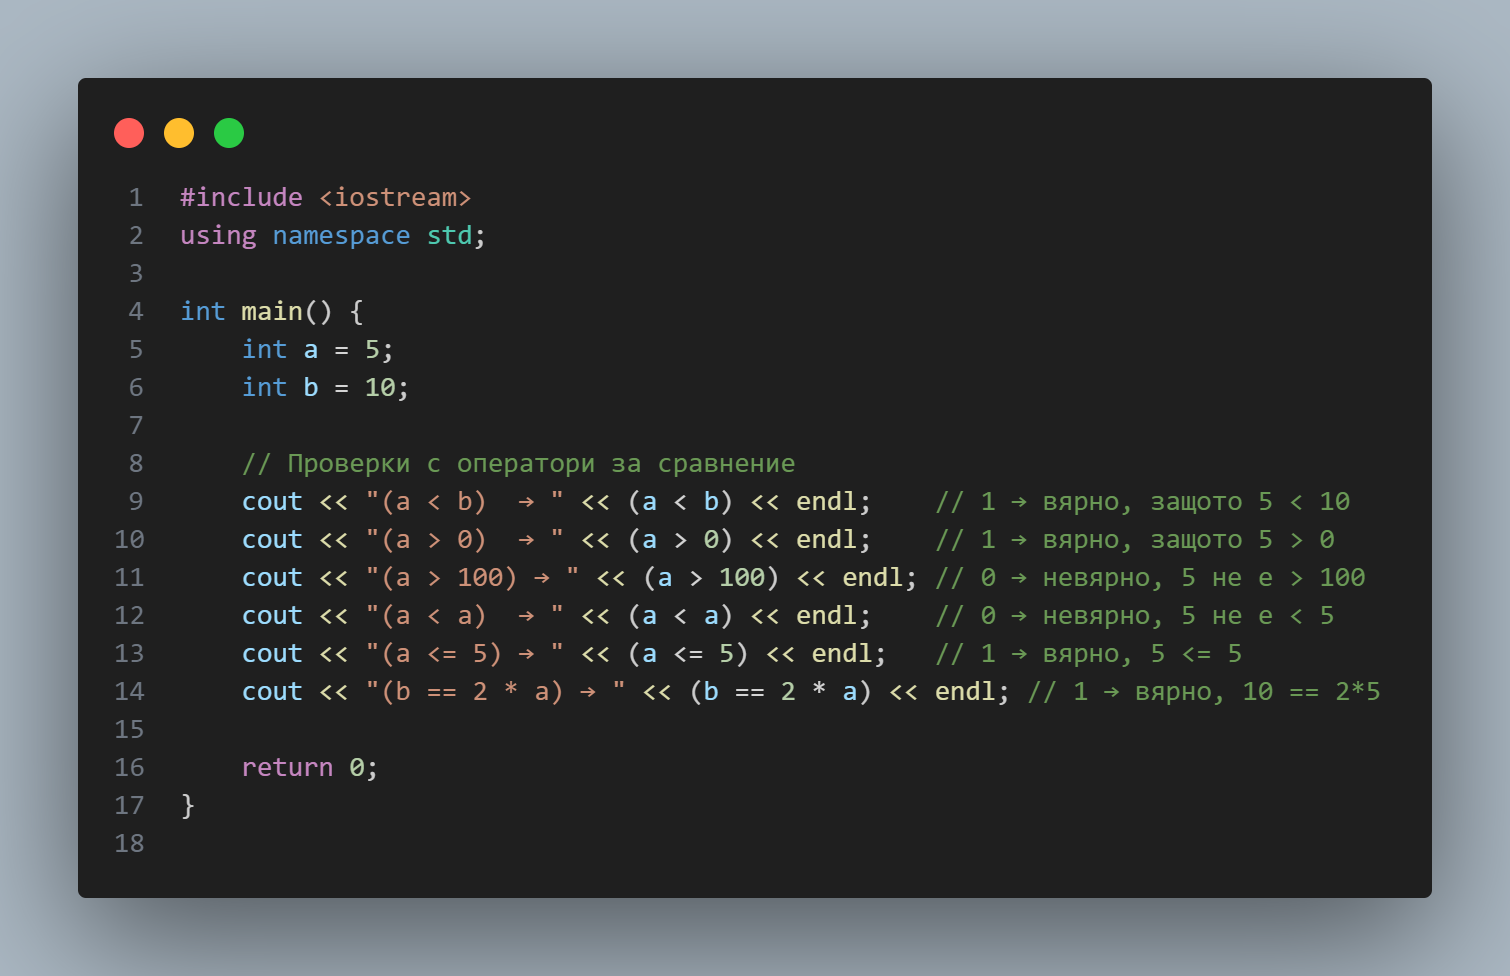 1 #include <iostream>
2 using namespace std;
3
4 int main() {
5     int a = 5;
6     int b = 10;
7
8     // Проверки с оператори за сравнение
9     cout << "(a < b)  → " << (a < b) << endl;    // 1 → вярно, защото 5 < 10
10     cout << "(a > 0)  → " << (a > 0) << endl;    // 1 → вярно, защото 5 > 0
11     cout << "(a > 100) → " << (a > 100) << endl; // 0 → невярно, 5 не е > 100
12     cout << "(a < a)  → " << (a < a) << endl;    // 0 → невярно, 5 не е < 5
13     cout << "(a <= 5) → " << (a <= 5) << endl;   // 1 → вярно, 5 <= 5
14     cout << "(b == 2 * a) → " << (b == 2 * a) << endl; // 1 → вярно, 10 == 2*5
15
16     return 0;
17 }
18